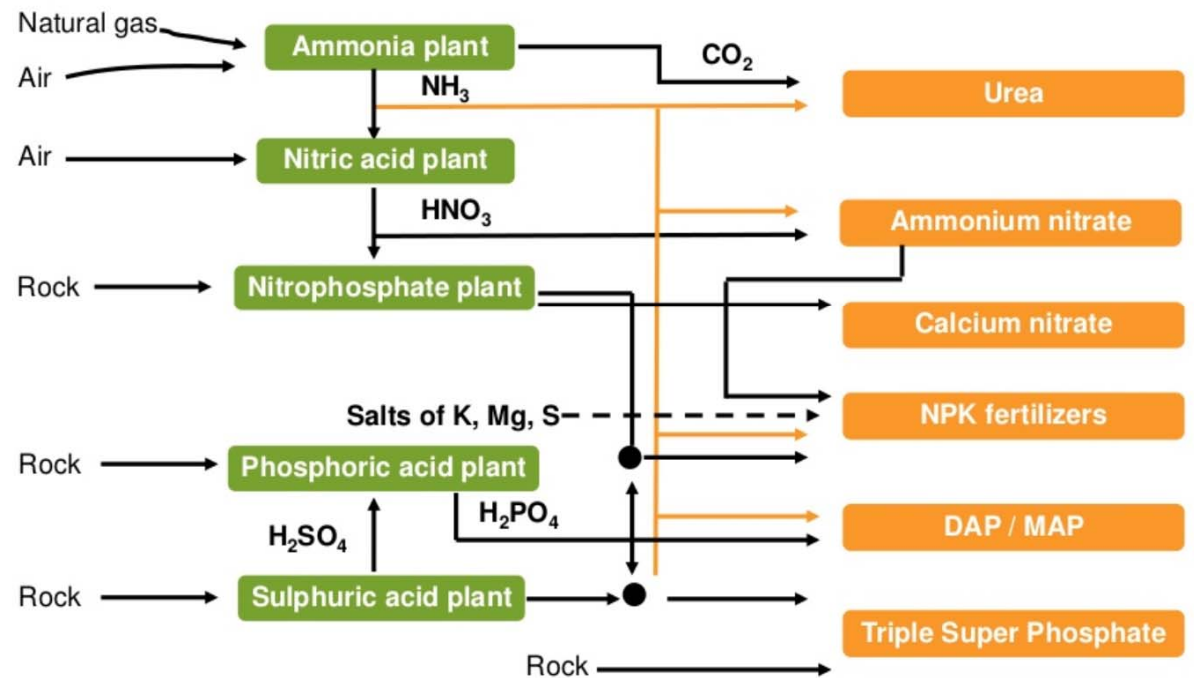 Natural gas
Ammonia plant
CO₂
Air
NH₃
Urea
Air
Nitric acid plant
HNO₃
Ammonium nitrate
Rock
Nitrophosphate plant
Calcium nitrate
Salts of K, Mg, S
NPK fertilizers
Rock
Phosphoric acid plant
H₂PO₄
H₂SO₄
DAP / MAP
Rock
Sulphuric acid plant
Triple Super Phosphate
Rock